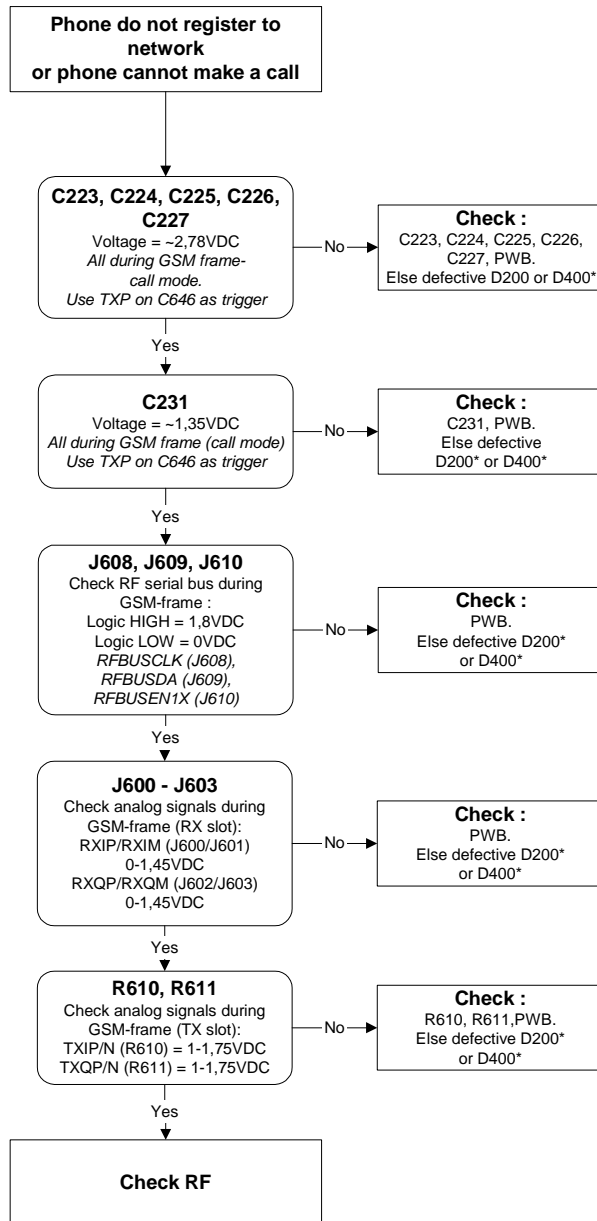 Phone do not register to
network
or phone cannot make a call
C223, C224, C225, C226,
C227
Voltage = ~2,78VDC
All during GSM frame-
call mode.
Use TXP on C646 as trigger
No
Check :
C223, C224, C225, C226,
C227, PWB.
Else defective D200 or D400*
Yes
C231
Voltage = ~1,35VDC
All during GSM frame (call mode)
Use TXP on C646 as trigger
No
Check :
C231, PWB.
Else defective
D200* or D400*
Yes
J608, J609, J610
Check RF serial bus during
GSM-frame :
Logic HIGH = 1,8VDC
Logic LOW = 0VDC
RFBUSCLK (J608),
RFBUSDA (J609),
RFBUSEN1X (J610)
No
Check :
PWB.
Else defective D200*
or D400*
Yes
J600 - J603
Check analog signals during
GSM-frame (RX slot):
RXIP/RXIM (J600/J601)
0-1,45VDC
RXQP/RXQM (J602/J603)
0-1,45VDC
No
Check :
PWB.
Else defective D200*
or D400*
Yes
R610, R611
Check analog signals during
GSM-frame (TX slot):
TXIP/N (R610) = 1-1,75VDC
TXQP/N (R611) = 1-1,75VDC
No
Check :
R610, R611,PWB.
Else defective D200*
or D400*
Yes
Check RF